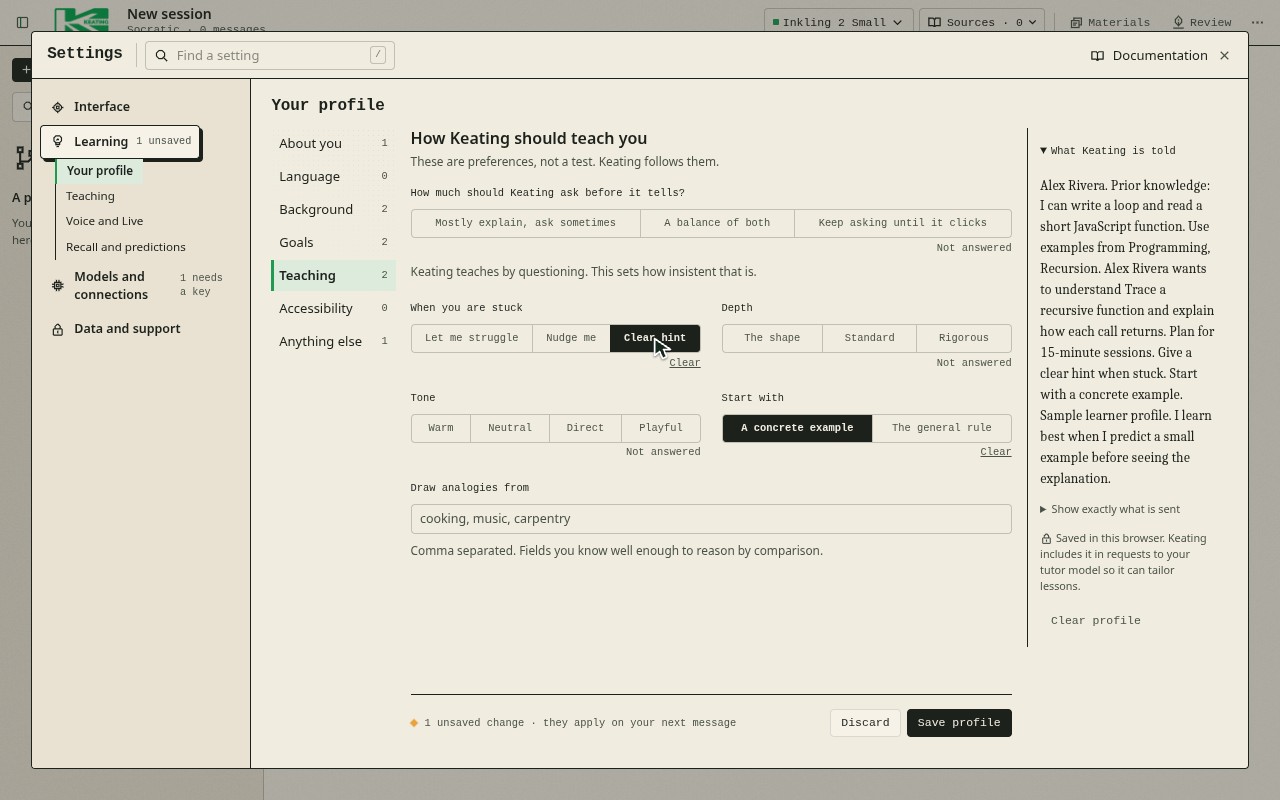 KEATING
New session
Socratic · 0 messages
Inkling 2 Small
Sources · 0
Materials
Review
Settings
Find a setting
/
Documentation
Interface
Learning
1 unsaved
Your profile
Teaching
Voice and Live
Recall and predictions
Models and connections
1 needs a key
Data and support
Your profile
About you 1
Language 0
Background 2
Goals 2
Teaching 2
Accessibility 0
Anything else 1
How Keating should teach you
These are preferences, not a test. Keating follows them.
How much should Keating ask before it tells?
Mostly explain, ask sometimes
A balance of both
Keep asking until it clicks
Not answered
Keating teaches by questioning. This sets how insistent that is.
When you are stuck
Let me struggle
Nudge me
Clear hint
Clear
Depth
The shape
Standard
Rigorous
Not answered
Tone
Warm
Neutral
Direct
Playful
Not answered
Start with
A concrete example
The general rule
Clear
Draw analogies from
cooking, music, carpentry
Comma separated. Fields you know well enough to reason by comparison.
1 unsaved change · they apply on your next message
Discard
Save profile
What Keating is told
Alex Rivera. Prior knowledge:
I can write a loop and read a
short JavaScript function. Use
examples from Programming,
Recursion. Alex Rivera wants
to understand Trace a
recursive function and explain
how each call returns. Plan for
15-minute sessions. Give a
clear hint when stuck. Start
with a concrete example.
Sample learner profile. I learn
best when I predict a small
example before seeing the
explanation.
Show exactly what is sent
Saved in this browser. Keating
includes it in requests to your
tutor model so it can tailor
lessons.
Clear profile